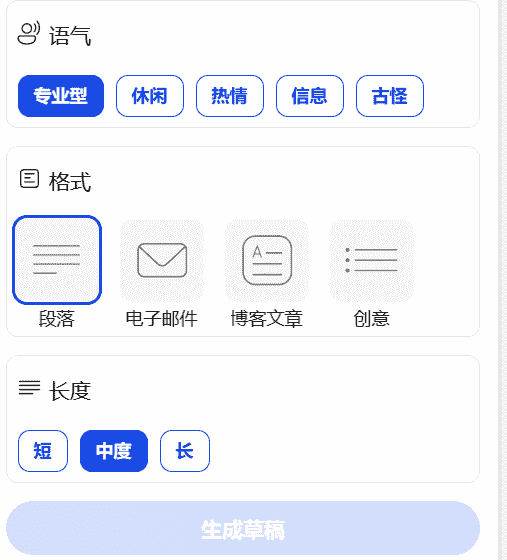 语气
专业型 休闲 热情 信息 古怪
格式
A
段落 电子邮件 博客文章 创意
长度
短 中度 长
生成草稿